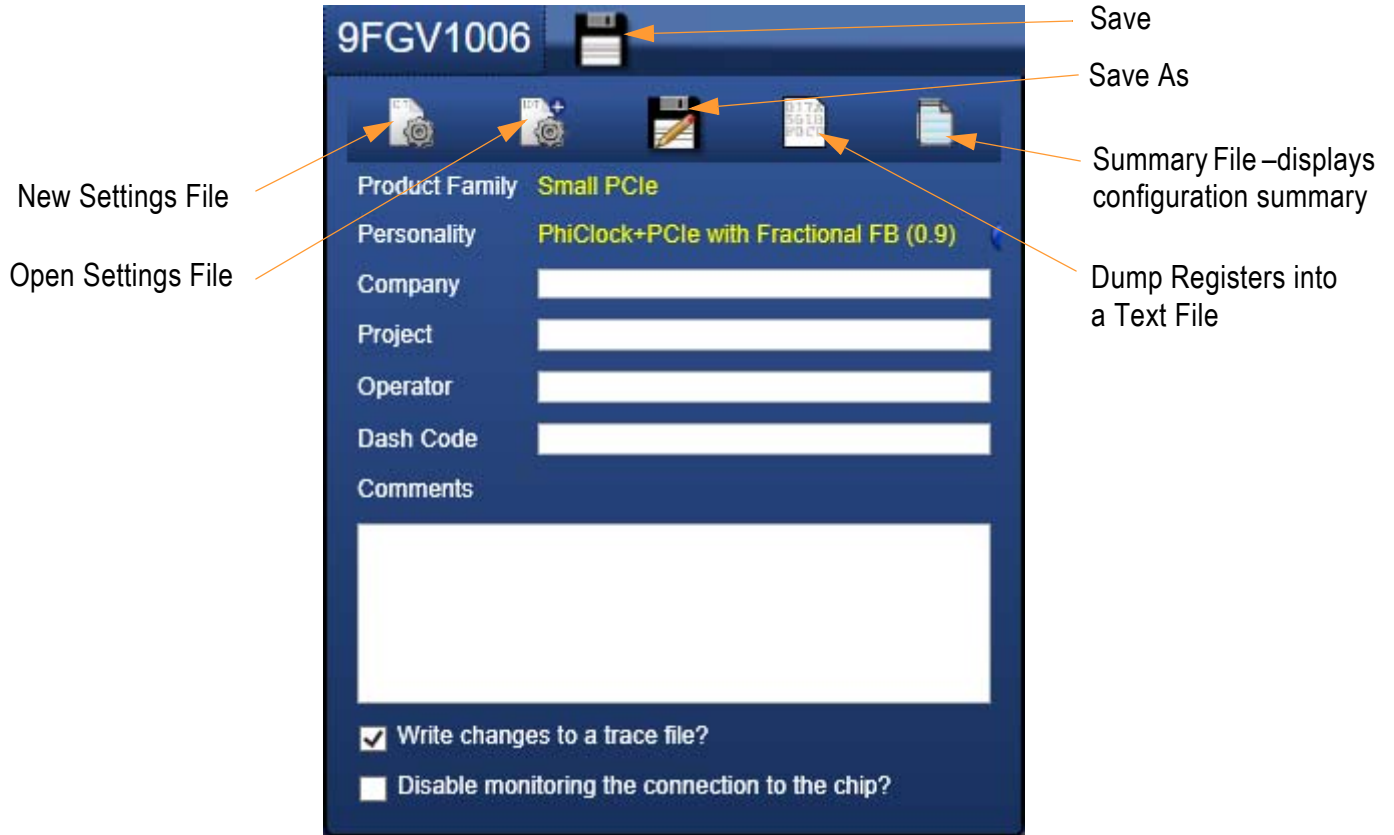 9FGV1006
Save
Save As
Summary File –displays
configuration summary
New Settings File
Product Family Small PCIe
Personality PhiClock+PCIe with Fractional FB (0.9)
Open Settings File
Company
Dump Registers into
a Text File
Project
Operator
Dash Code
Comments
Write changes to a trace file?
Disable monitoring the connection to the chip?